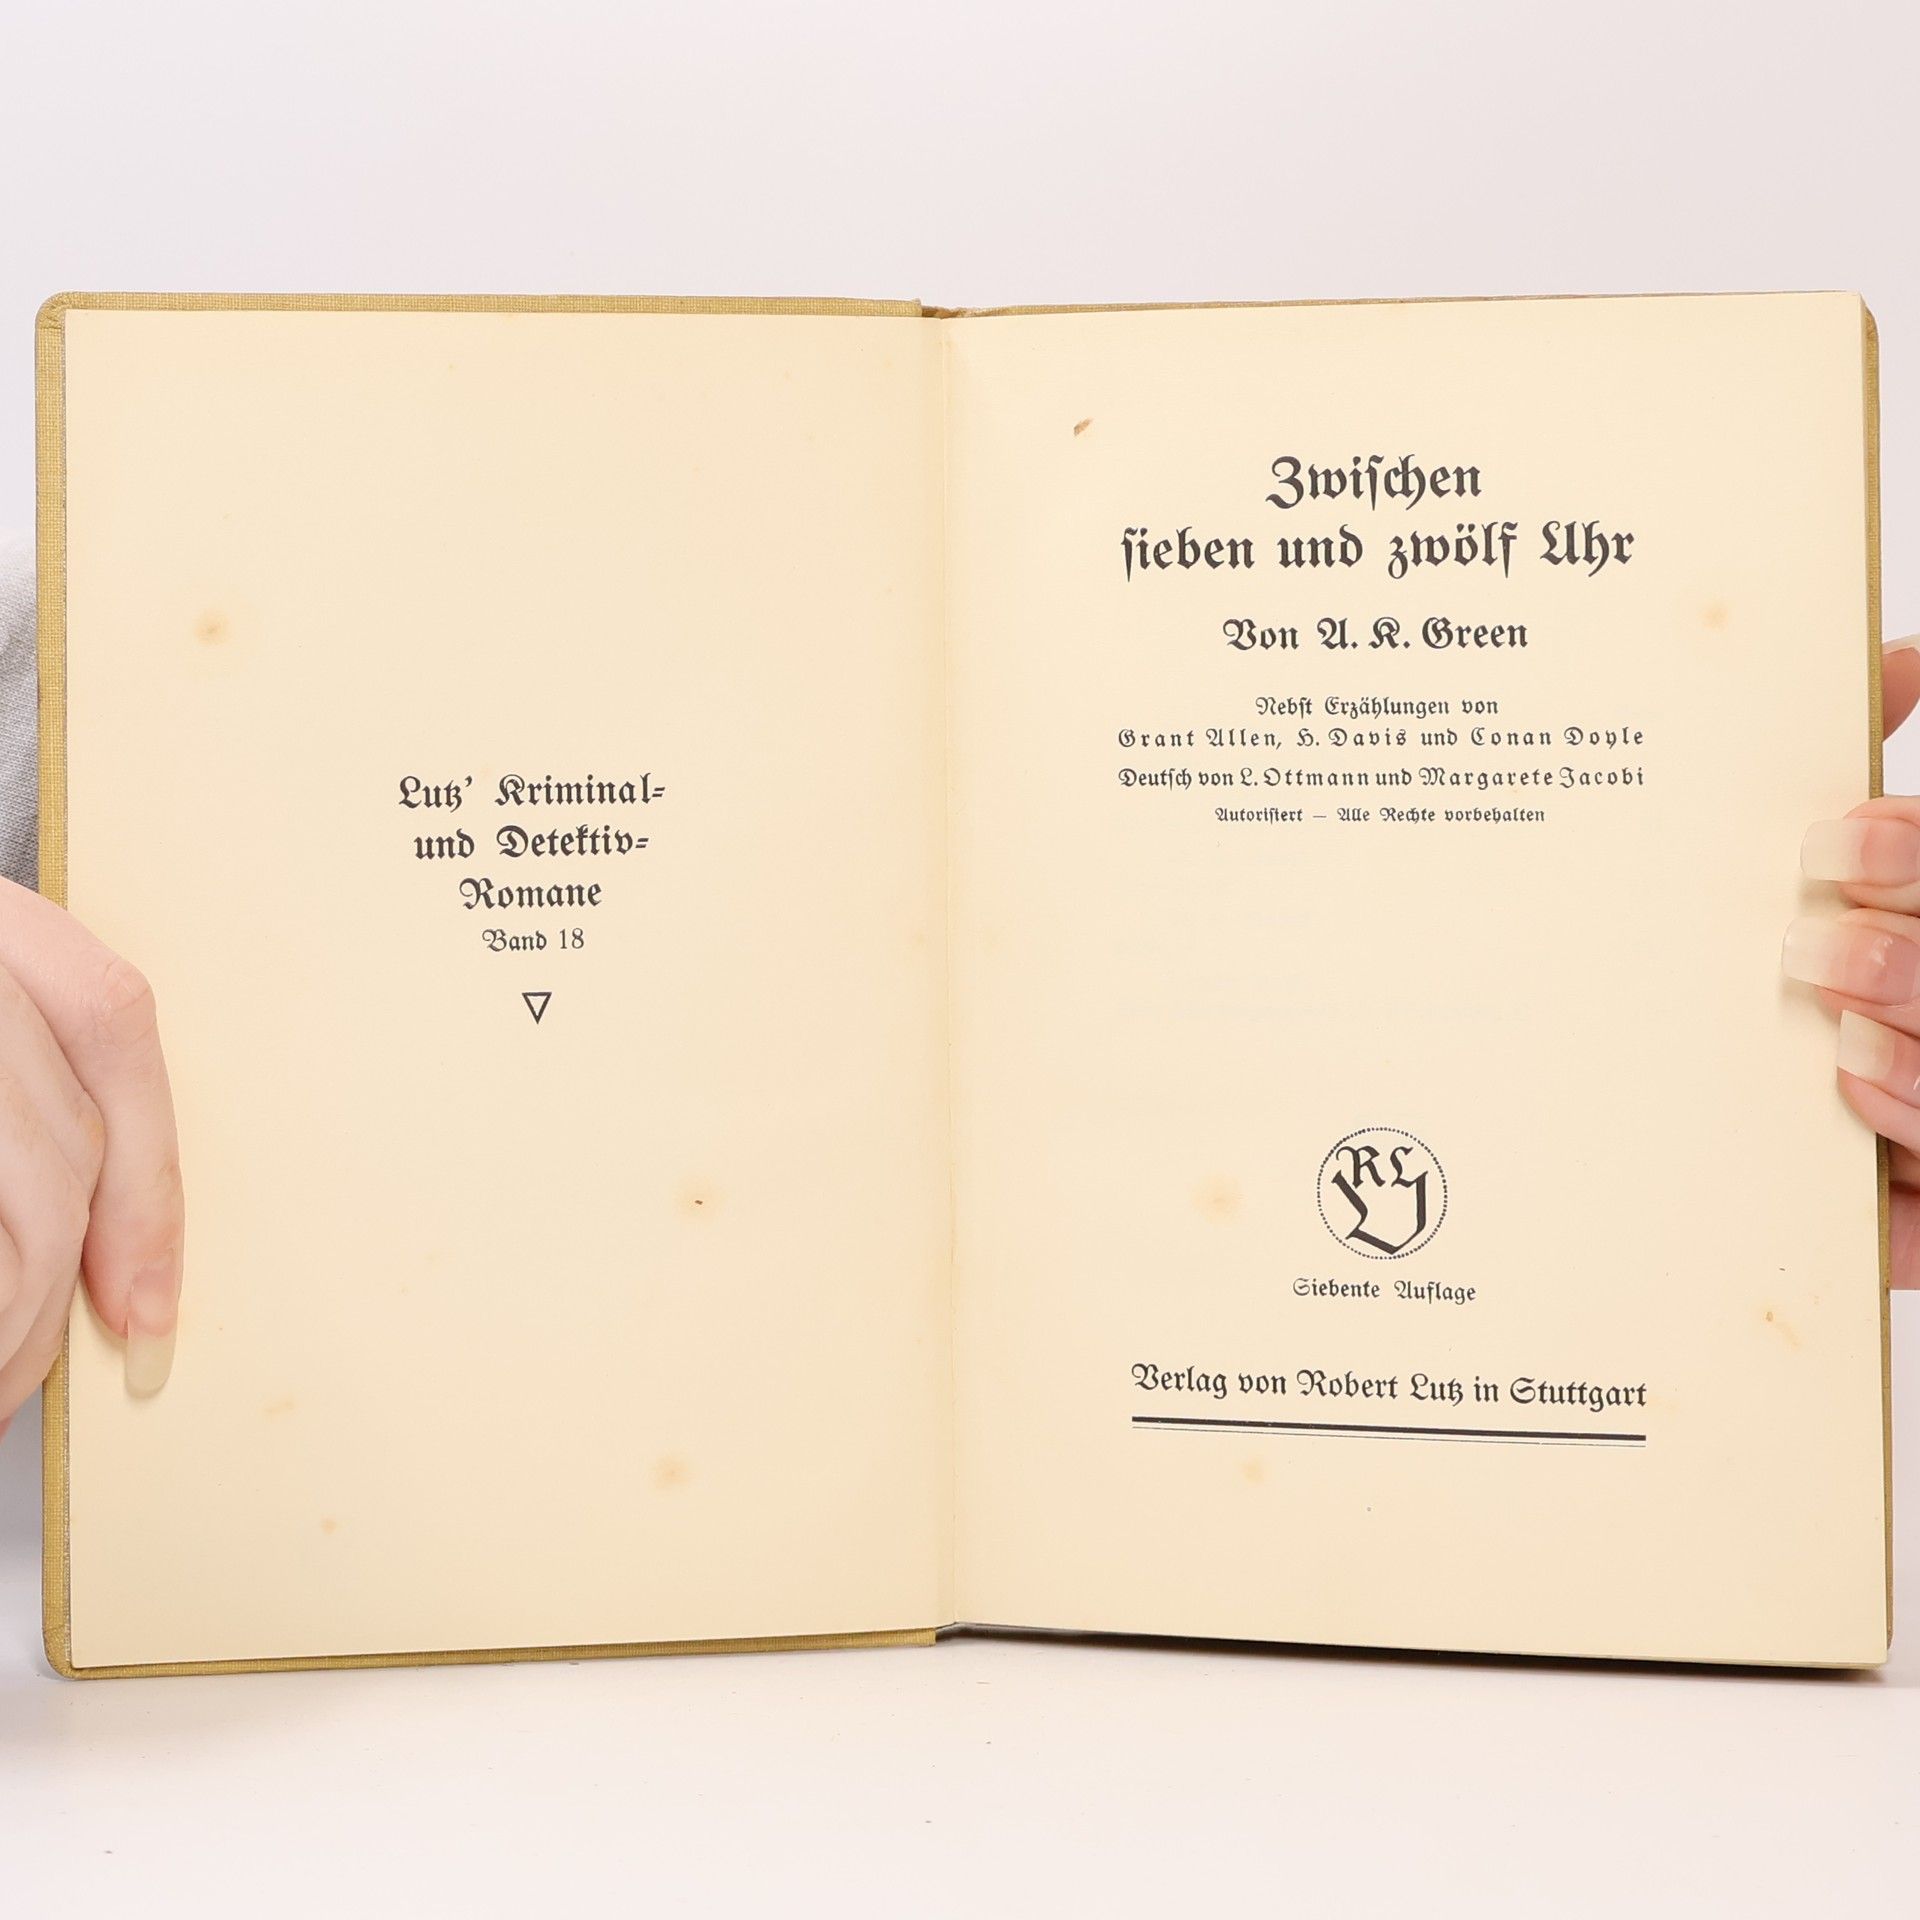 Lutz' Kriminal-
und Detektiv-
Romane
Band 18
Zwischen
sieben und zwölf Uhr
Von A. K. Green
Nebst Erzählungen von
Grant Allen, H. Davis und Conan Doyle
Deutsch von L. Ottmann und Margarete Jacobi
Autorisiert — Alle Rechte vorbehalten
RL
Siebente Auflage
Verlag von Robert Lutz in Stuttgart